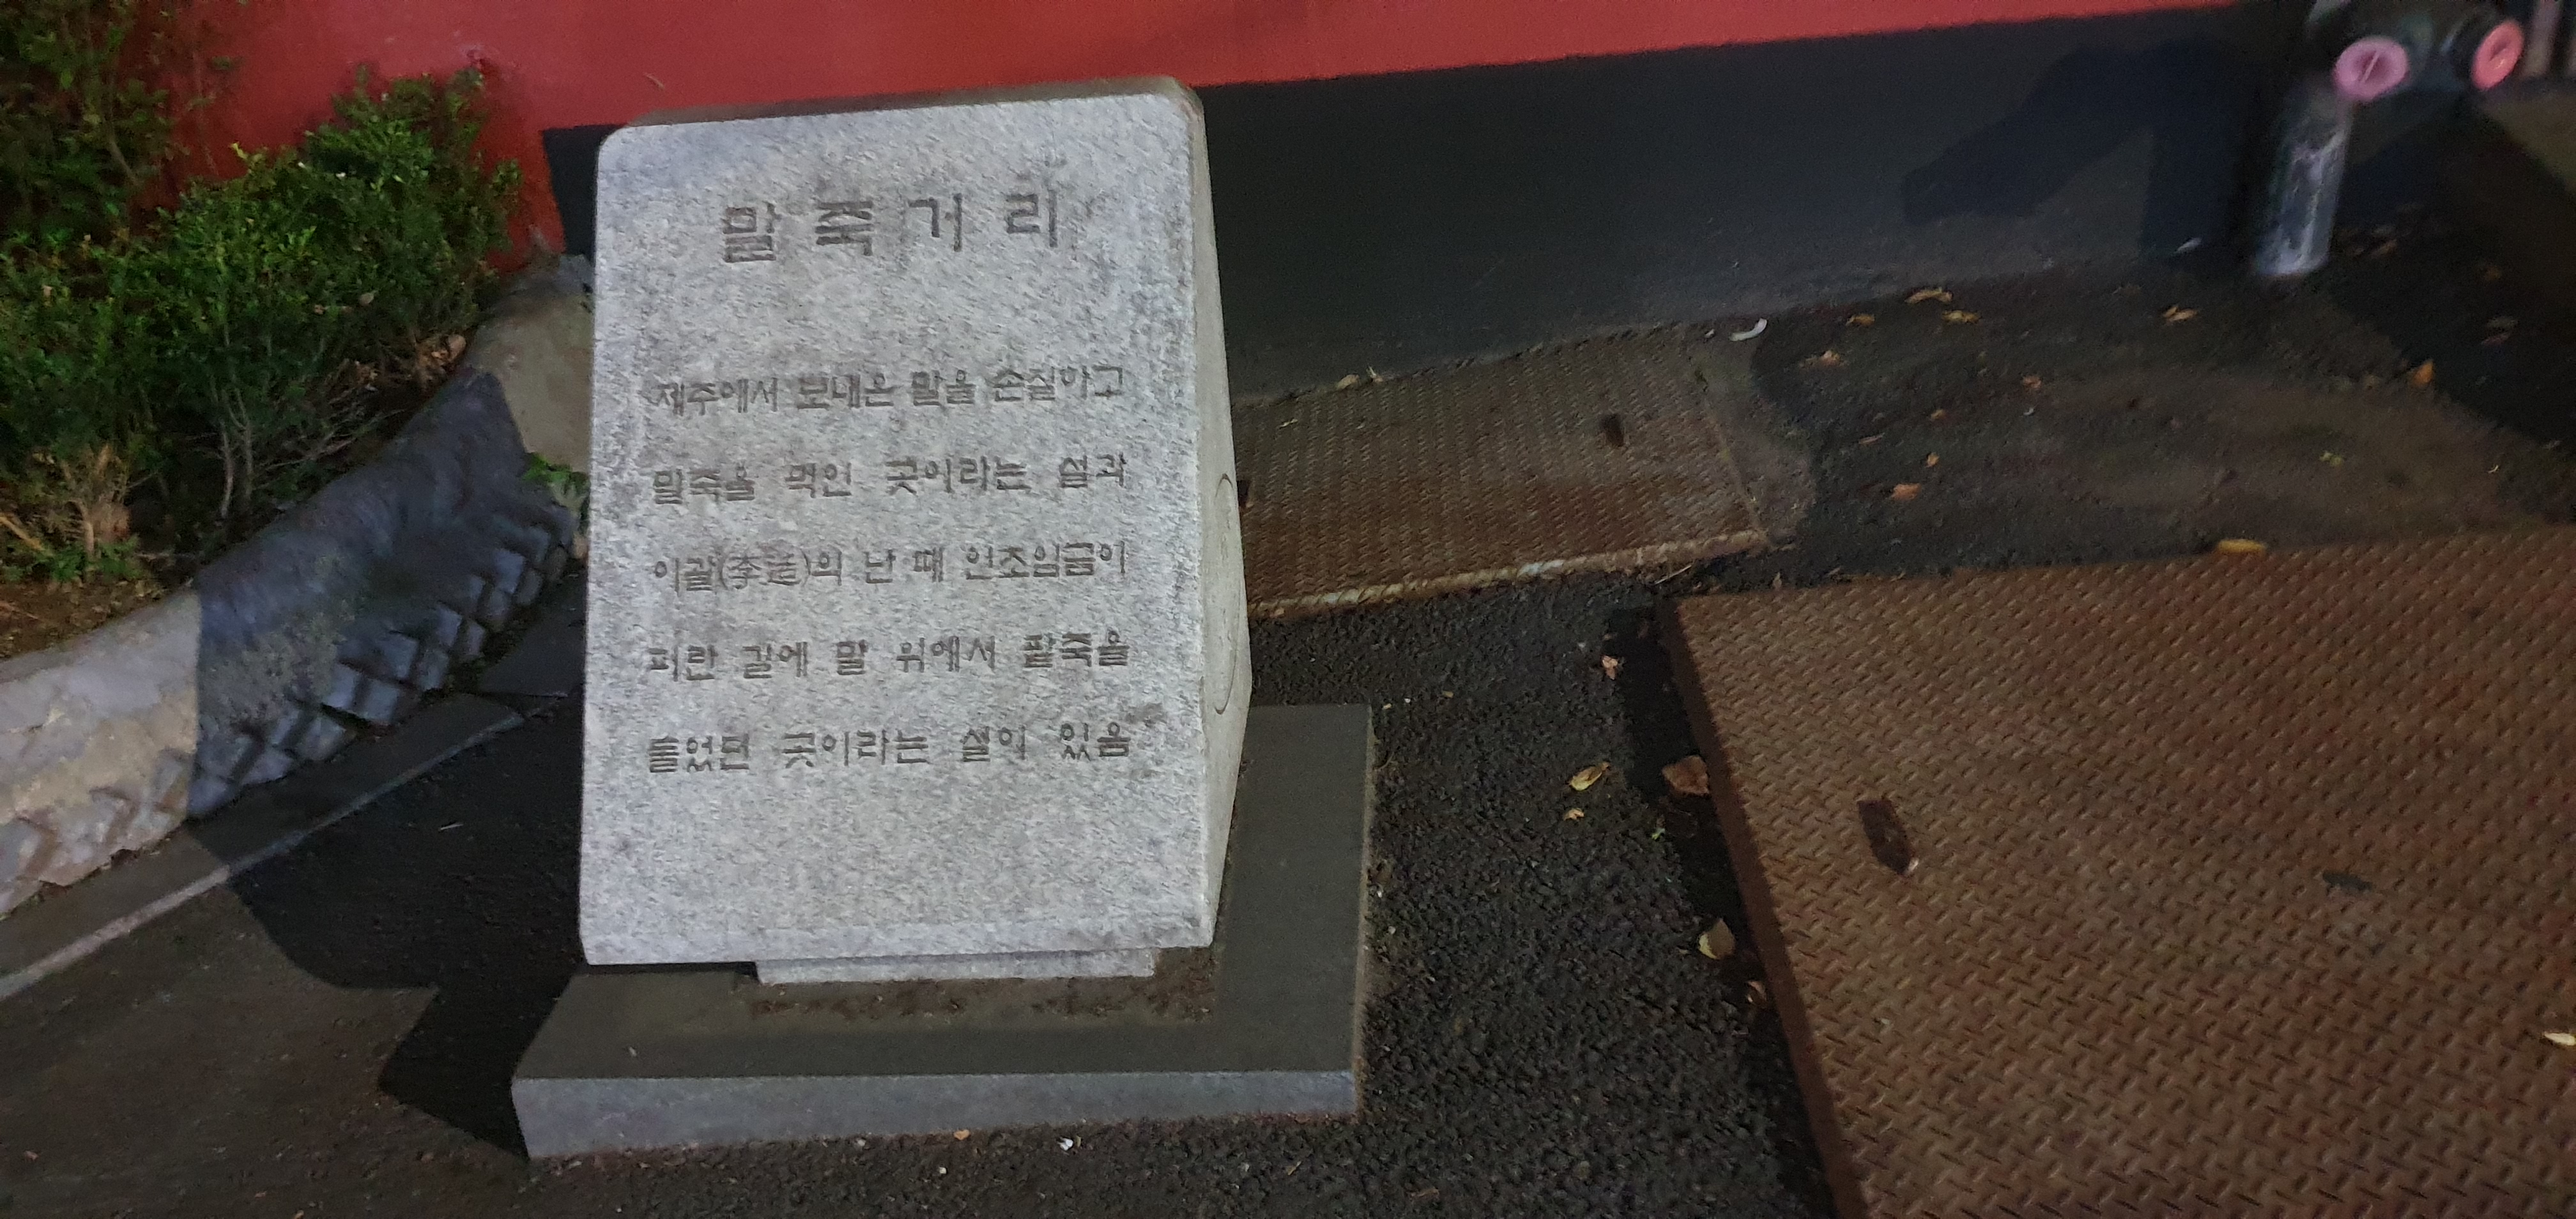 말죽거리
제주에서 보내온 말을 손질하고
말죽을 먹인 곳이라는 설과
이괄(李适)의 난 때 인조임금이
피란 길에 말 위에서 팥죽을
들었던 곳이라는 설이 있음